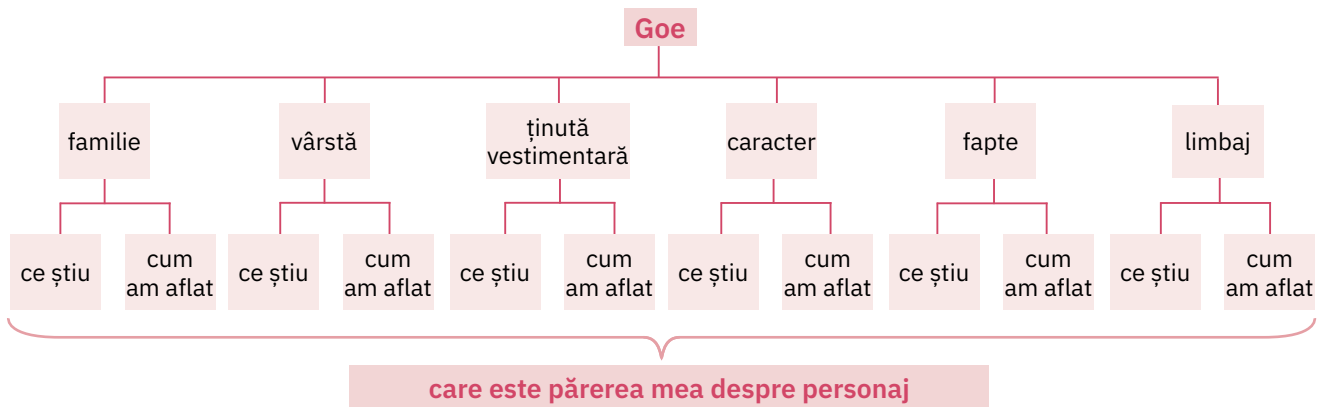 Goe
familie
vârstă
ținută
vestimentară
caracter
fapte
limbaj
ce știu
cum
am aflat
ce știu
cum
am aflat
ce știu
cum
am aflat
ce știu
cum
am aflat
ce știu
cum
am aflat
ce știu
cum
am aflat
care este părerea mea despre personaj